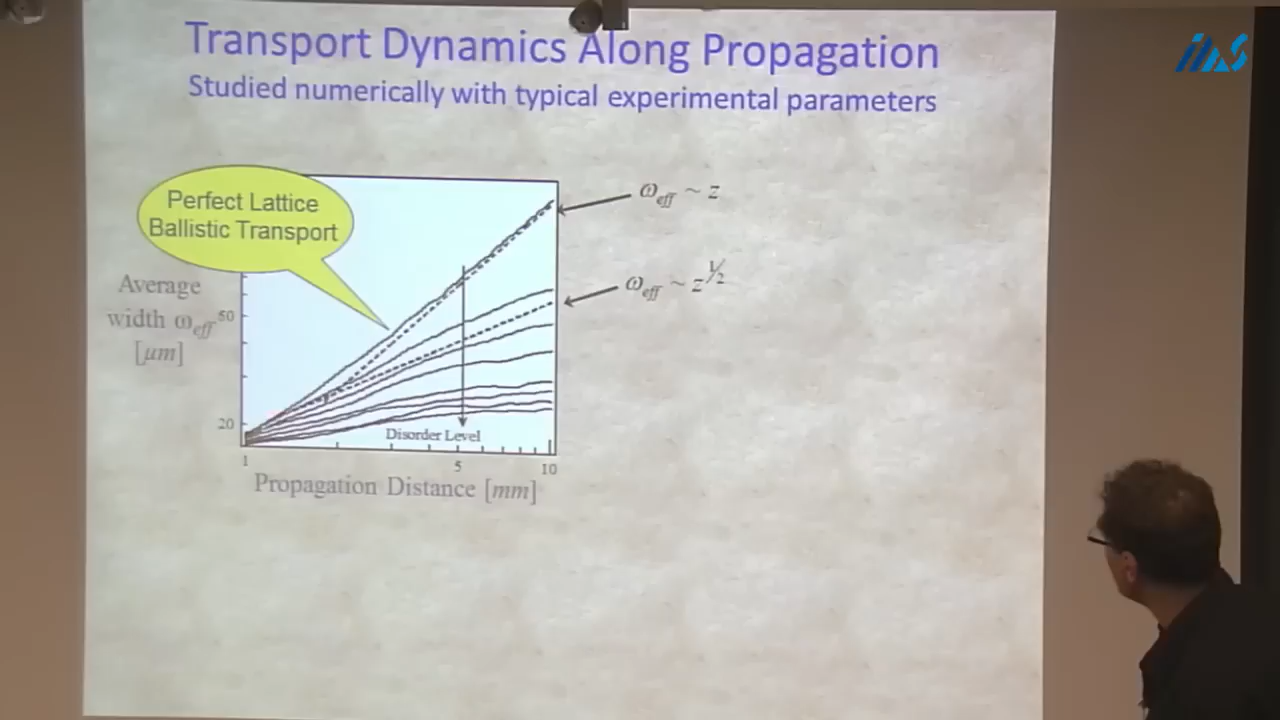 IAS
Transport Dynamics Along Propagation
Studied numerically with typical experimental parameters
Perfect Lattice
Ballistic Transport
ω_eff ~ z
ω_eff ~ z^½
Average
width ω_eff
[μm]
50
20
Disorder Level
1
5
10
Propagation Distance [mm]